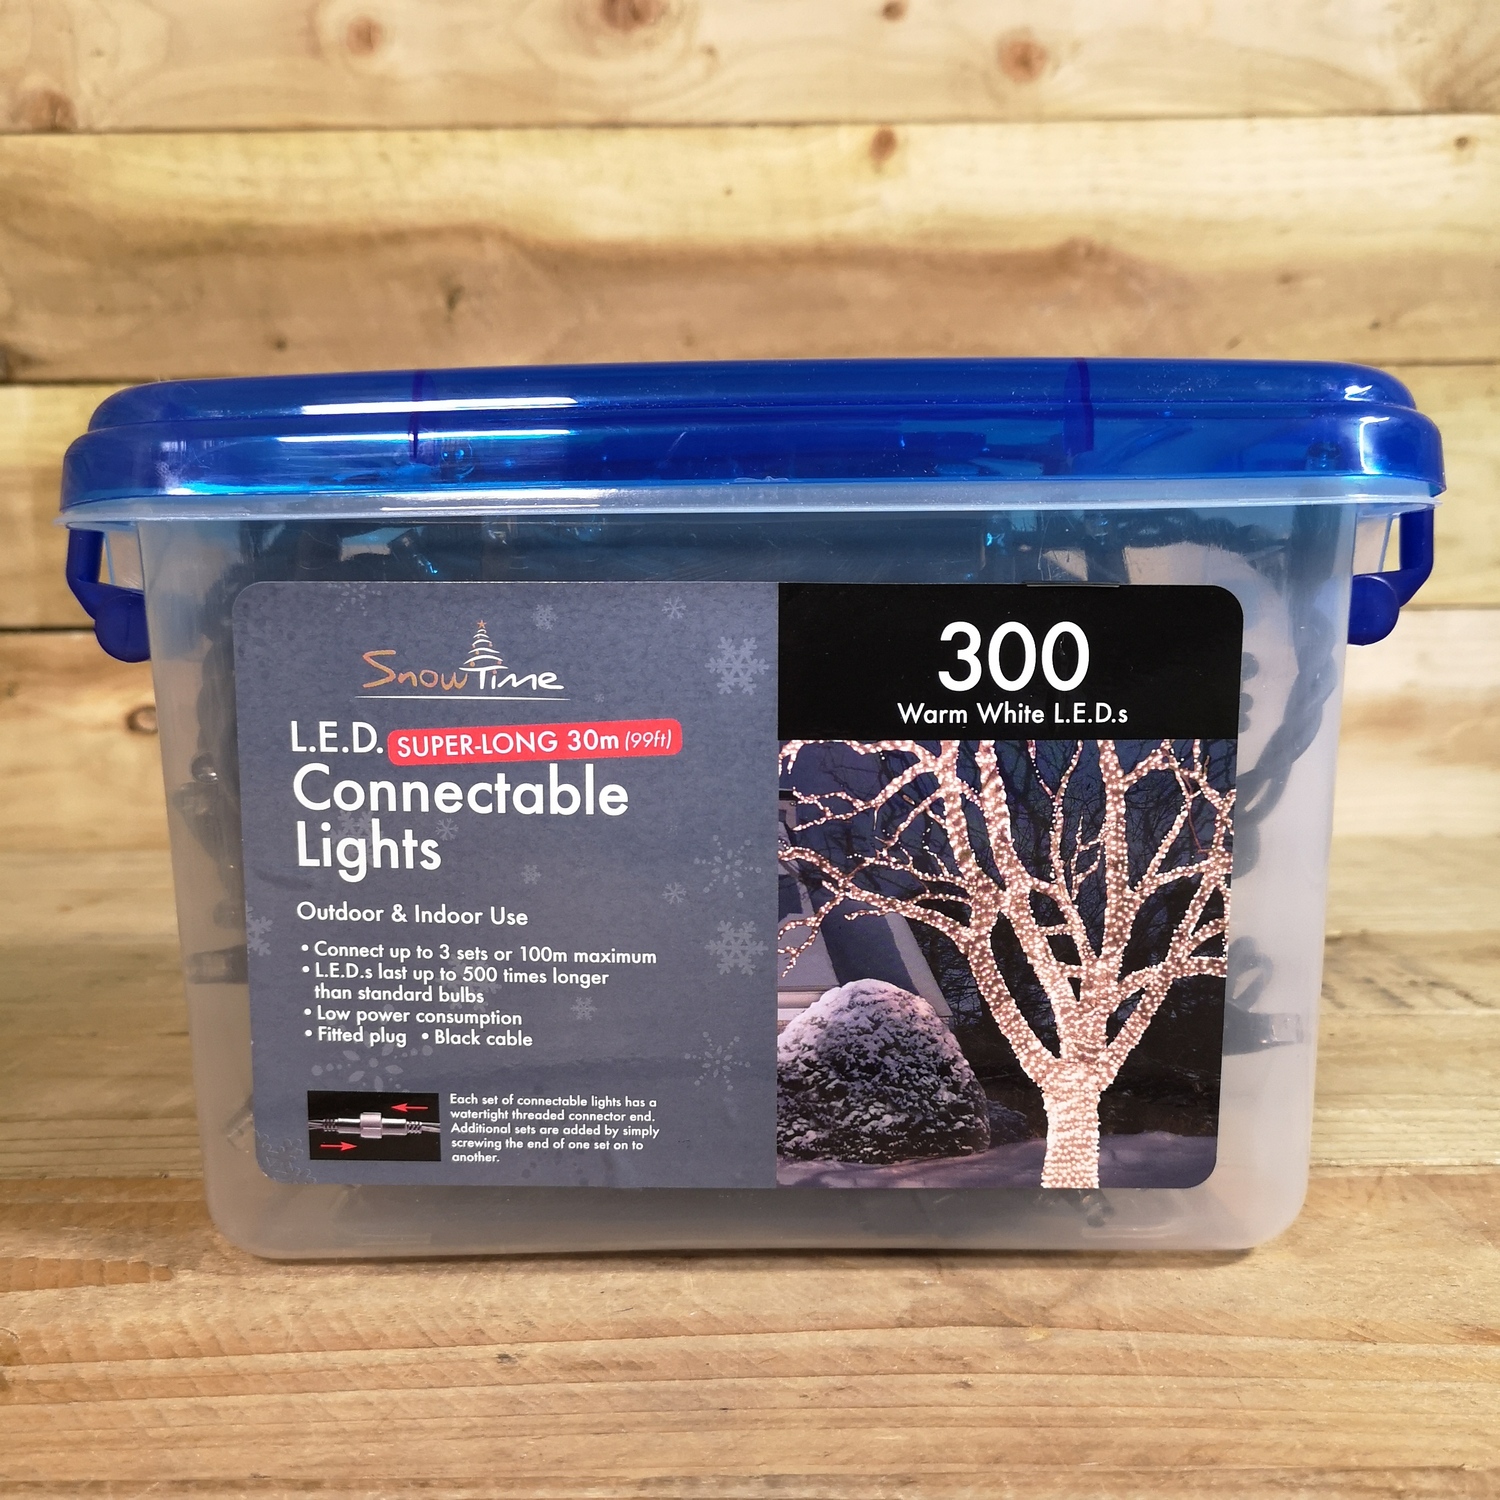 SnowTime
L.E.D. SUPER-LONG 30m (99ft)
Connectable
Lights
Outdoor & Indoor Use
• Connect up to 3 sets or 100m maximum
• L.E.D.s last up to 500 times longer
than standard bulbs
• Low power consumption
• Fitted plug • Black cable
Each set of connectable lights has a
watertight threaded connector end.
Additional sets are added by simply
screwing the end of one set on to
another.
300
Warm White L.E.D.s